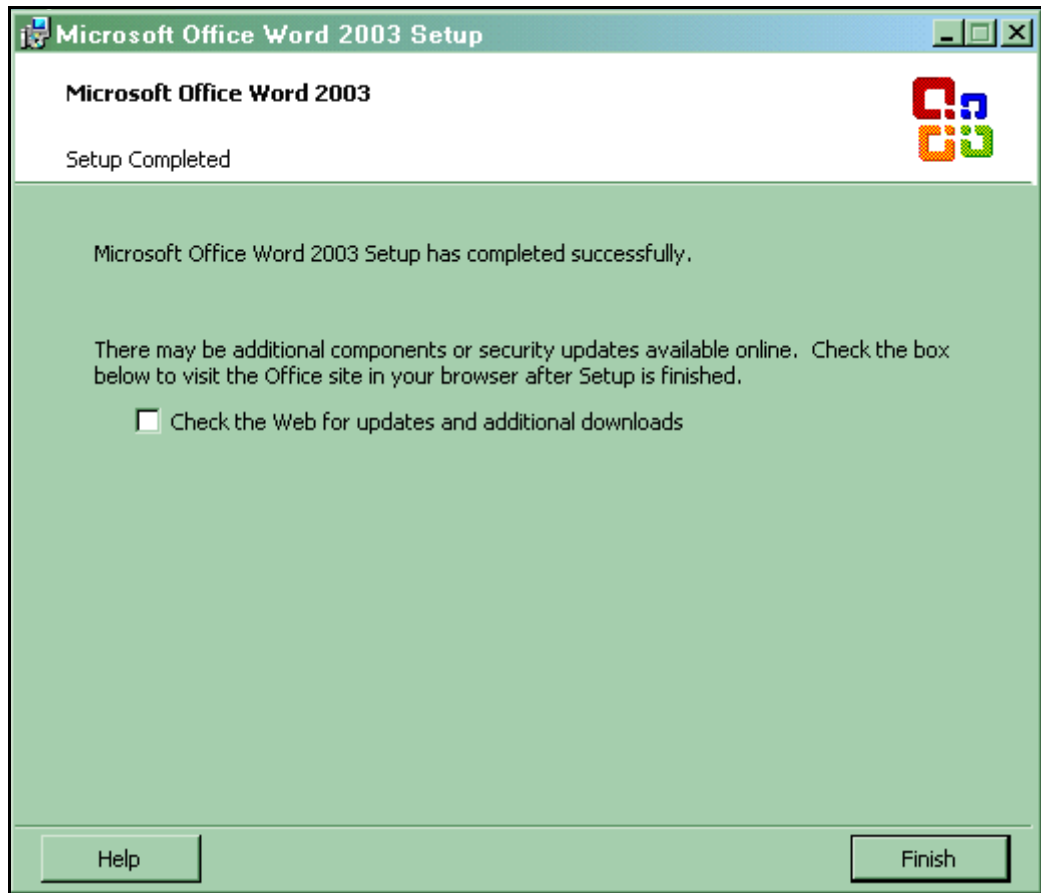 Microsoft Office Word 2003 Setup
Microsoft Office Word 2003
Setup Completed
Microsoft Office Word 2003 Setup has completed successfully.
There may be additional components or security updates available online.  Check the box
below to visit the Office site in your browser after Setup is finished.
Check the Web for updates and additional downloads
Help
Finish